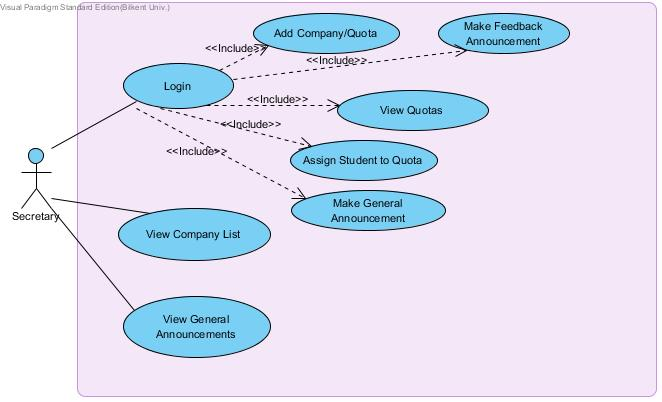 Visual Paradigm Standard Edition(Bilkent Univ.)
Add Company/Quota
Make Feedback
Announcement
<<Include>>
<<Include>>
Login
<<Include>>
View Quotas
<<Include>>
Assign Student to Quota
<<Include>>
Make General
Announcement
Secretary
View Company List
View General
Announcements